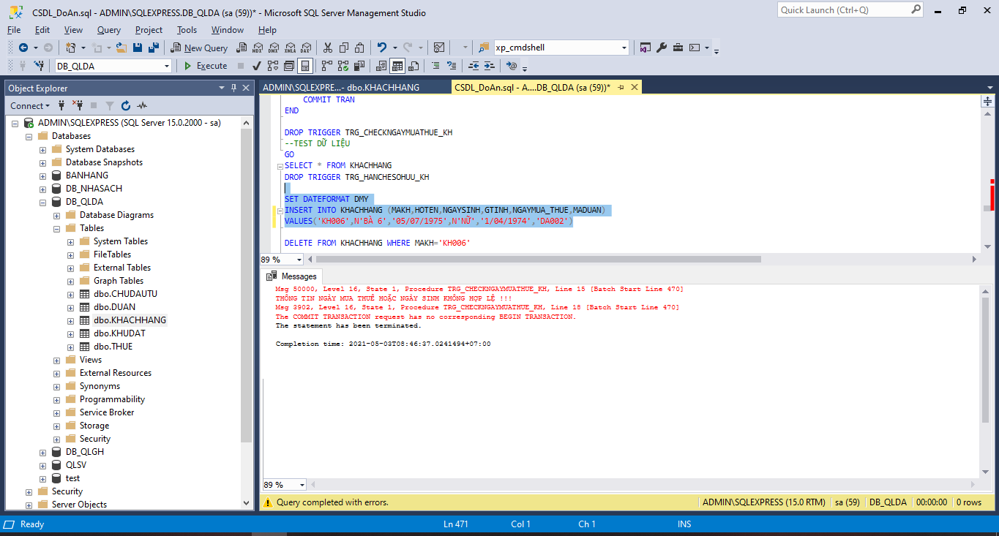 CSDL_DoAn.sql - ADMIN\SQLEXPRESS.DB_QLDA (sa (59))* - Microsoft SQL Server Management Studio
Quick Launch (Ctrl+Q)
File Edit View Query Project Tools Window Help
New Query MDX DMX XMLA DAX xp_cmdshell
DB_QLDA Execute
Object Explorer
Connect
ADMIN\SQLEXPRESS (SQL Server 15.0.2000 - sa)
Databases
System Databases
Database Snapshots
BANHANG
DB_NHASACH
DB_QLDA
Database Diagrams
Tables
System Tables
FileTables
External Tables
Graph Tables
dbo.CHUDAUTU
dbo.DUAN
dbo.KHACHHANG
dbo.KHUDAT
dbo.THUE
Views
External Resources
Synonyms
Programmability
Service Broker
Storage
Security
DB_QLGH
QLSV
test
Security
Server Objects
ADMIN\SQLEXPRE...- dbo.KHACHHANG
CSDL_DoAn.sql - A....DB_QLDA (sa (59))*
COMMIT TRAN
END
DROP TRIGGER TRG_CHECKNGAYMUATHUE_KH
--TEST DỮ LIỆU
GO
SELECT * FROM KHACHHANG
DROP TRIGGER TRG_HANCHESOHUU_KH
SET DATEFORMAT DMY
INSERT INTO KHACHHANG (MAKH,HOTEN,NGAYSINH,GTINH,NGAYMUA_THUE,MADUAN)
VALUES('KH006',N'BÀ 6','05/07/1975',N'NỮ','1/04/1974','DA002')
DELETE FROM KHACHHANG WHERE MAKH='KH006'
89 %
Messages
Msg 50000, Level 16, State 1, Procedure TRG_CHECKNGAYMUATHUE_KH, Line 15 [Batch Start Line 470]
THÔNG TIN NGÀY MUA THUÊ HOẶC NGÀY SINH KHÔNG HỢP LỆ !!!
Msg 3902, Level 16, State 1, Procedure TRG_CHECKNGAYMUATHUE_KH, Line 18 [Batch Start Line 470]
The COMMIT TRANSACTION request has no corresponding BEGIN TRANSACTION.
The statement has been terminated.
Completion time: 2021-05-03T08:46:37.0241494+07:00
89 %
Query completed with errors. ADMIN\SQLEXPRESS (15.0 RTM) sa (59) DB_QLDA 00:00:00 0 rows
Ready Ln 471 Col 1 Ch 1 INS